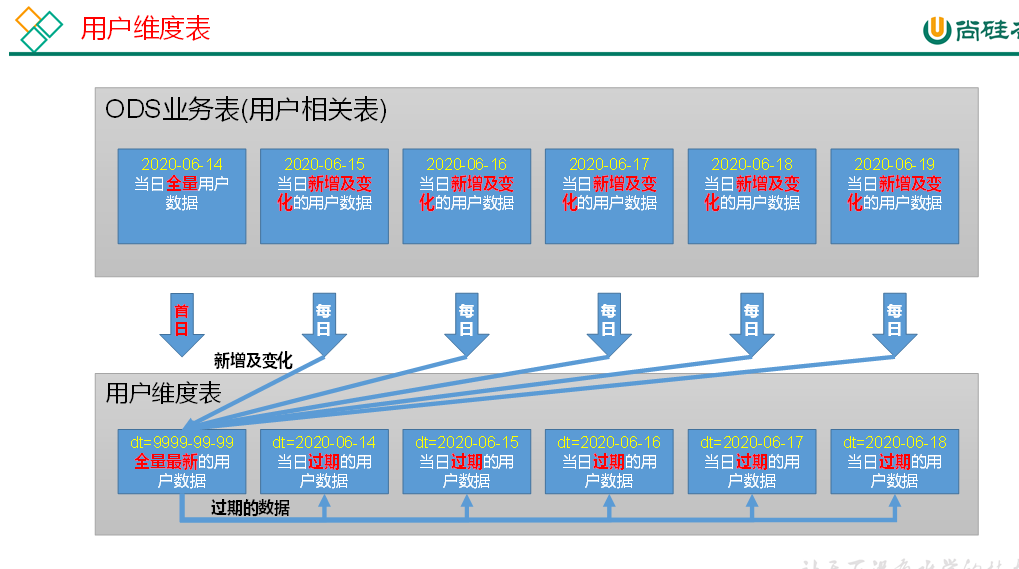 用户维度表
尚硅
ODS业务表(用户相关表)
2020-06-14
当日全量用户
数据
2020-06-15
当日新增及变
化的用户数据
2020-06-16
当日新增及变
化的用户数据
2020-06-17
当日新增及变
化的用户数据
2020-06-18
当日新增及变
化的用户数据
2020-06-19
当日新增及变
化的用户数据
首
日
每
日
每
日
每
日
每
日
每
日
新增及变化
用户维度表
dt=9999-99-99
全量最新的用
户数据
dt=2020-06-14
当日过期的用
户数据
dt=2020-06-15
当日过期的用
户数据
dt=2020-06-16
当日过期的用
户数据
dt=2020-06-17
当日过期的用
户数据
dt=2020-06-18
当日过期的用
户数据
过期的数据